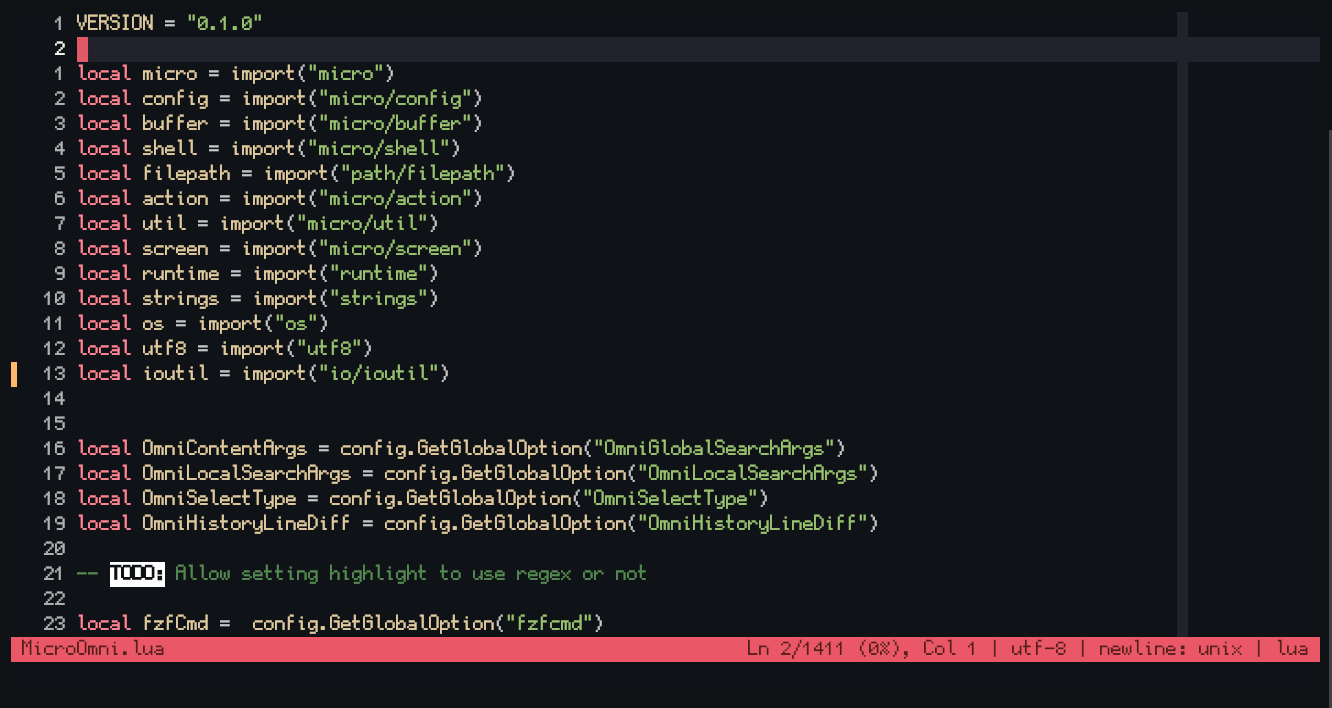 1 VERSION = "0.1.0"
2
1 local micro = import("micro")
2 local config = import("micro/config")
3 local buffer = import("micro/buffer")
4 local shell = import("micro/shell")
5 local filepath = import("path/filepath")
6 local action = import("micro/action")
7 local util = import("micro/util")
8 local screen = import("micro/screen")
9 local runtime = import("runtime")
10 local strings = import("strings")
11 local os = import("os")
12 local utf8 = import("utf8")
13 local ioutil = import("io/ioutil")
14
15
16 local OmniContentArgs = config.GetGlobalOption("OmniGlobalSearchArgs")
17 local OmniLocalSearchArgs = config.GetGlobalOption("OmniLocalSearchArgs")
18 local OmniSelectType = config.GetGlobalOption("OmniSelectType")
19 local OmniHistoryLineDiff = config.GetGlobalOption("OmniHistoryLineDiff")
20
21 -- TODO: Allow setting highlight to use regex or not
22
23 local fzfCmd =  config.GetGlobalOption("fzfcmd")
MicroOmni.lua Ln 2/1411 (0%), Col 1 | utf-8 | newline: unix | lua